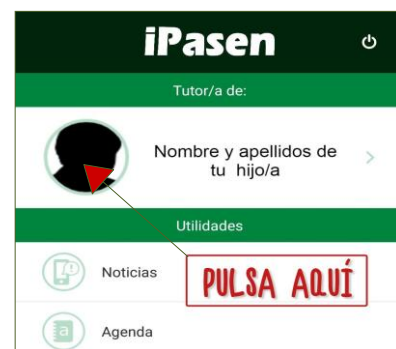 iPasen
Tutor/a de:
Nombre y apellidos de
tu hijo/a
Utilidades
Noticias
PULSA AQUÍ
Agenda